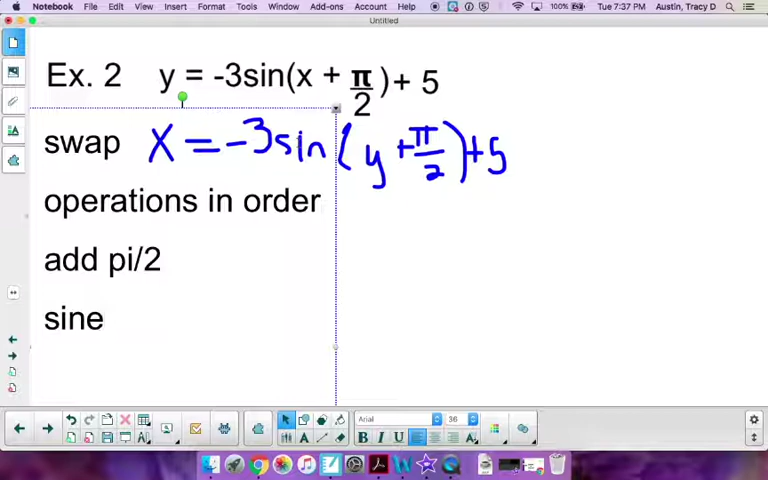 Notebook File Edit View Insert Format Tools Add-ons Account Help 100% Tue 7:37 PM Austin, Tracy D
Untitled
Ex. 2 y = -3sin(x + π/2) + 5
swap x = -3sin(y + π/2) + 5
operations in order
add pi/2
sine
Arial 36
B I U